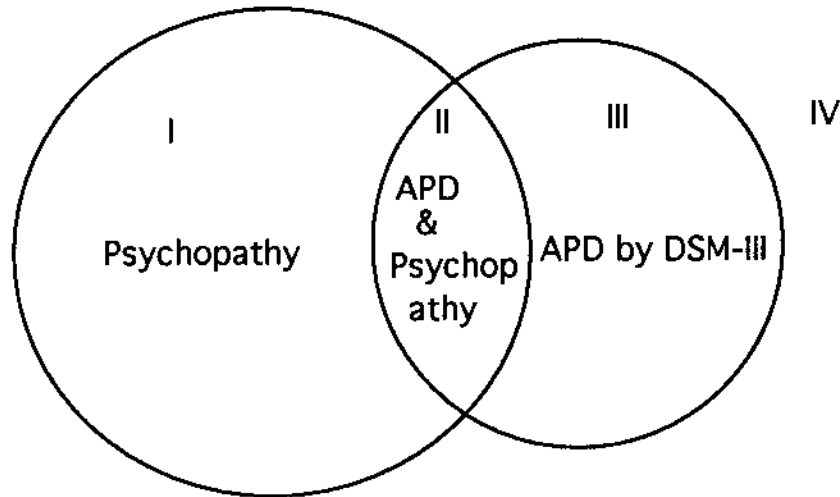 I
II
III
IV
Psychopathy
APD
&
Psychop
athy
APD by DSM-III